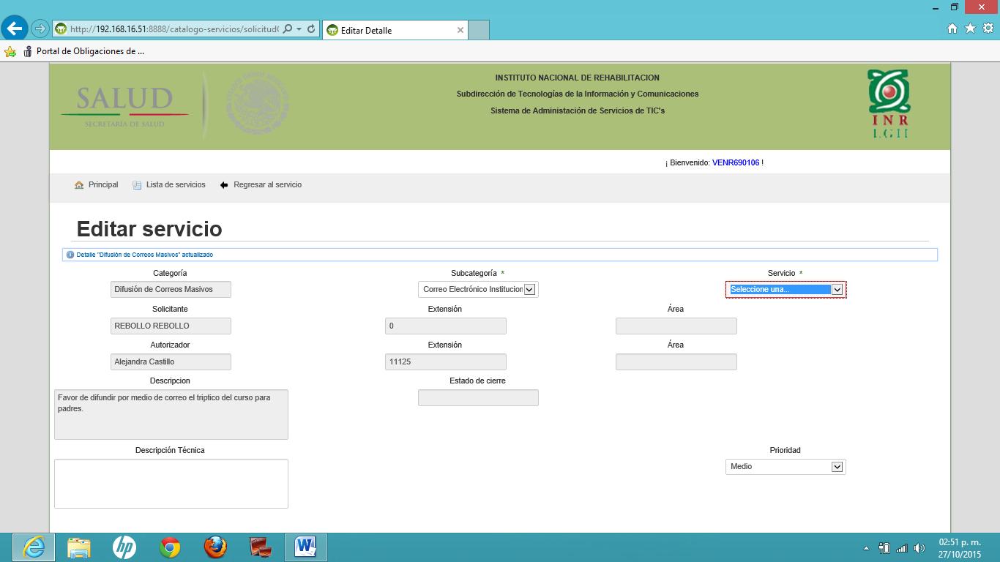 http://192.168.16.51:8888/catalogo-servicios/solicitud
Editar Detalle
Portal de Obligaciones de ...
SALUD
SECRETARÍA DE SALUD
INSTITUTO NACIONAL DE REHABILITACION
Subdirección de Tecnologías de la Información y Comunicaciones
Sistema de Administación de Servicios de TIC's
INR
LGII
¡ Bienvenido: VENR690106 !
Principal
Lista de servicios
Regresar al servicio
Editar servicio
Detalle "Difusión de Correos Masivos" actualizado
Categoría
Subcategoría *
Servicio *
Difusión de Correos Masivos
Correo Electrónico Institucion
Seleccione una...
Solicitante
Extensión
Área
REBOLLO REBOLLO
0
Autorizador
Extensión
Área
Alejandra Castillo
11125
Descripcion
Estado de cierre
Favor de difundir por medio de correo el triptico del curso para
padres.
Descripción Técnica
Prioridad
Medio
02:51 p. m.
27/10/2015